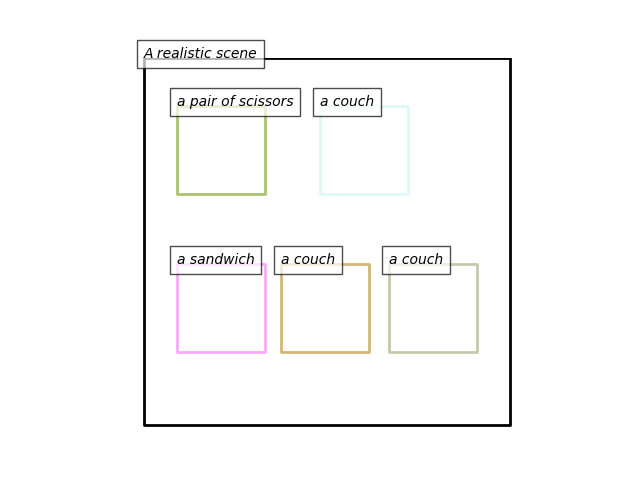 A realistic scene
a pair of scissors
a couch
a sandwich
a couch
a couch